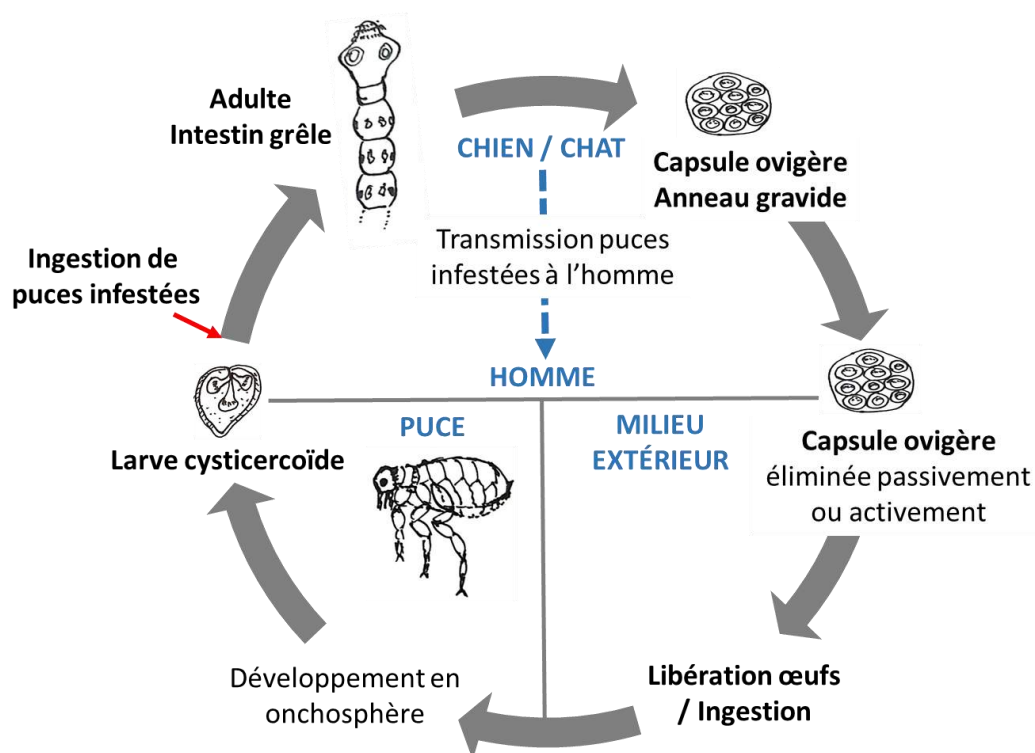 Adulte
Intestin grêle
CHIEN / CHAT
Capsule ovigère
Anneau gravide
Transmission puces
infestées à l'homme
Ingestion de
puces infestées
HOMME
PUCE
MILIEU
EXTÉRIEUR
Larve cysticercoïde
Capsule ovigère
éliminée passivement
ou activement
Développement en
onchosphère
Libération œufs
/ Ingestion